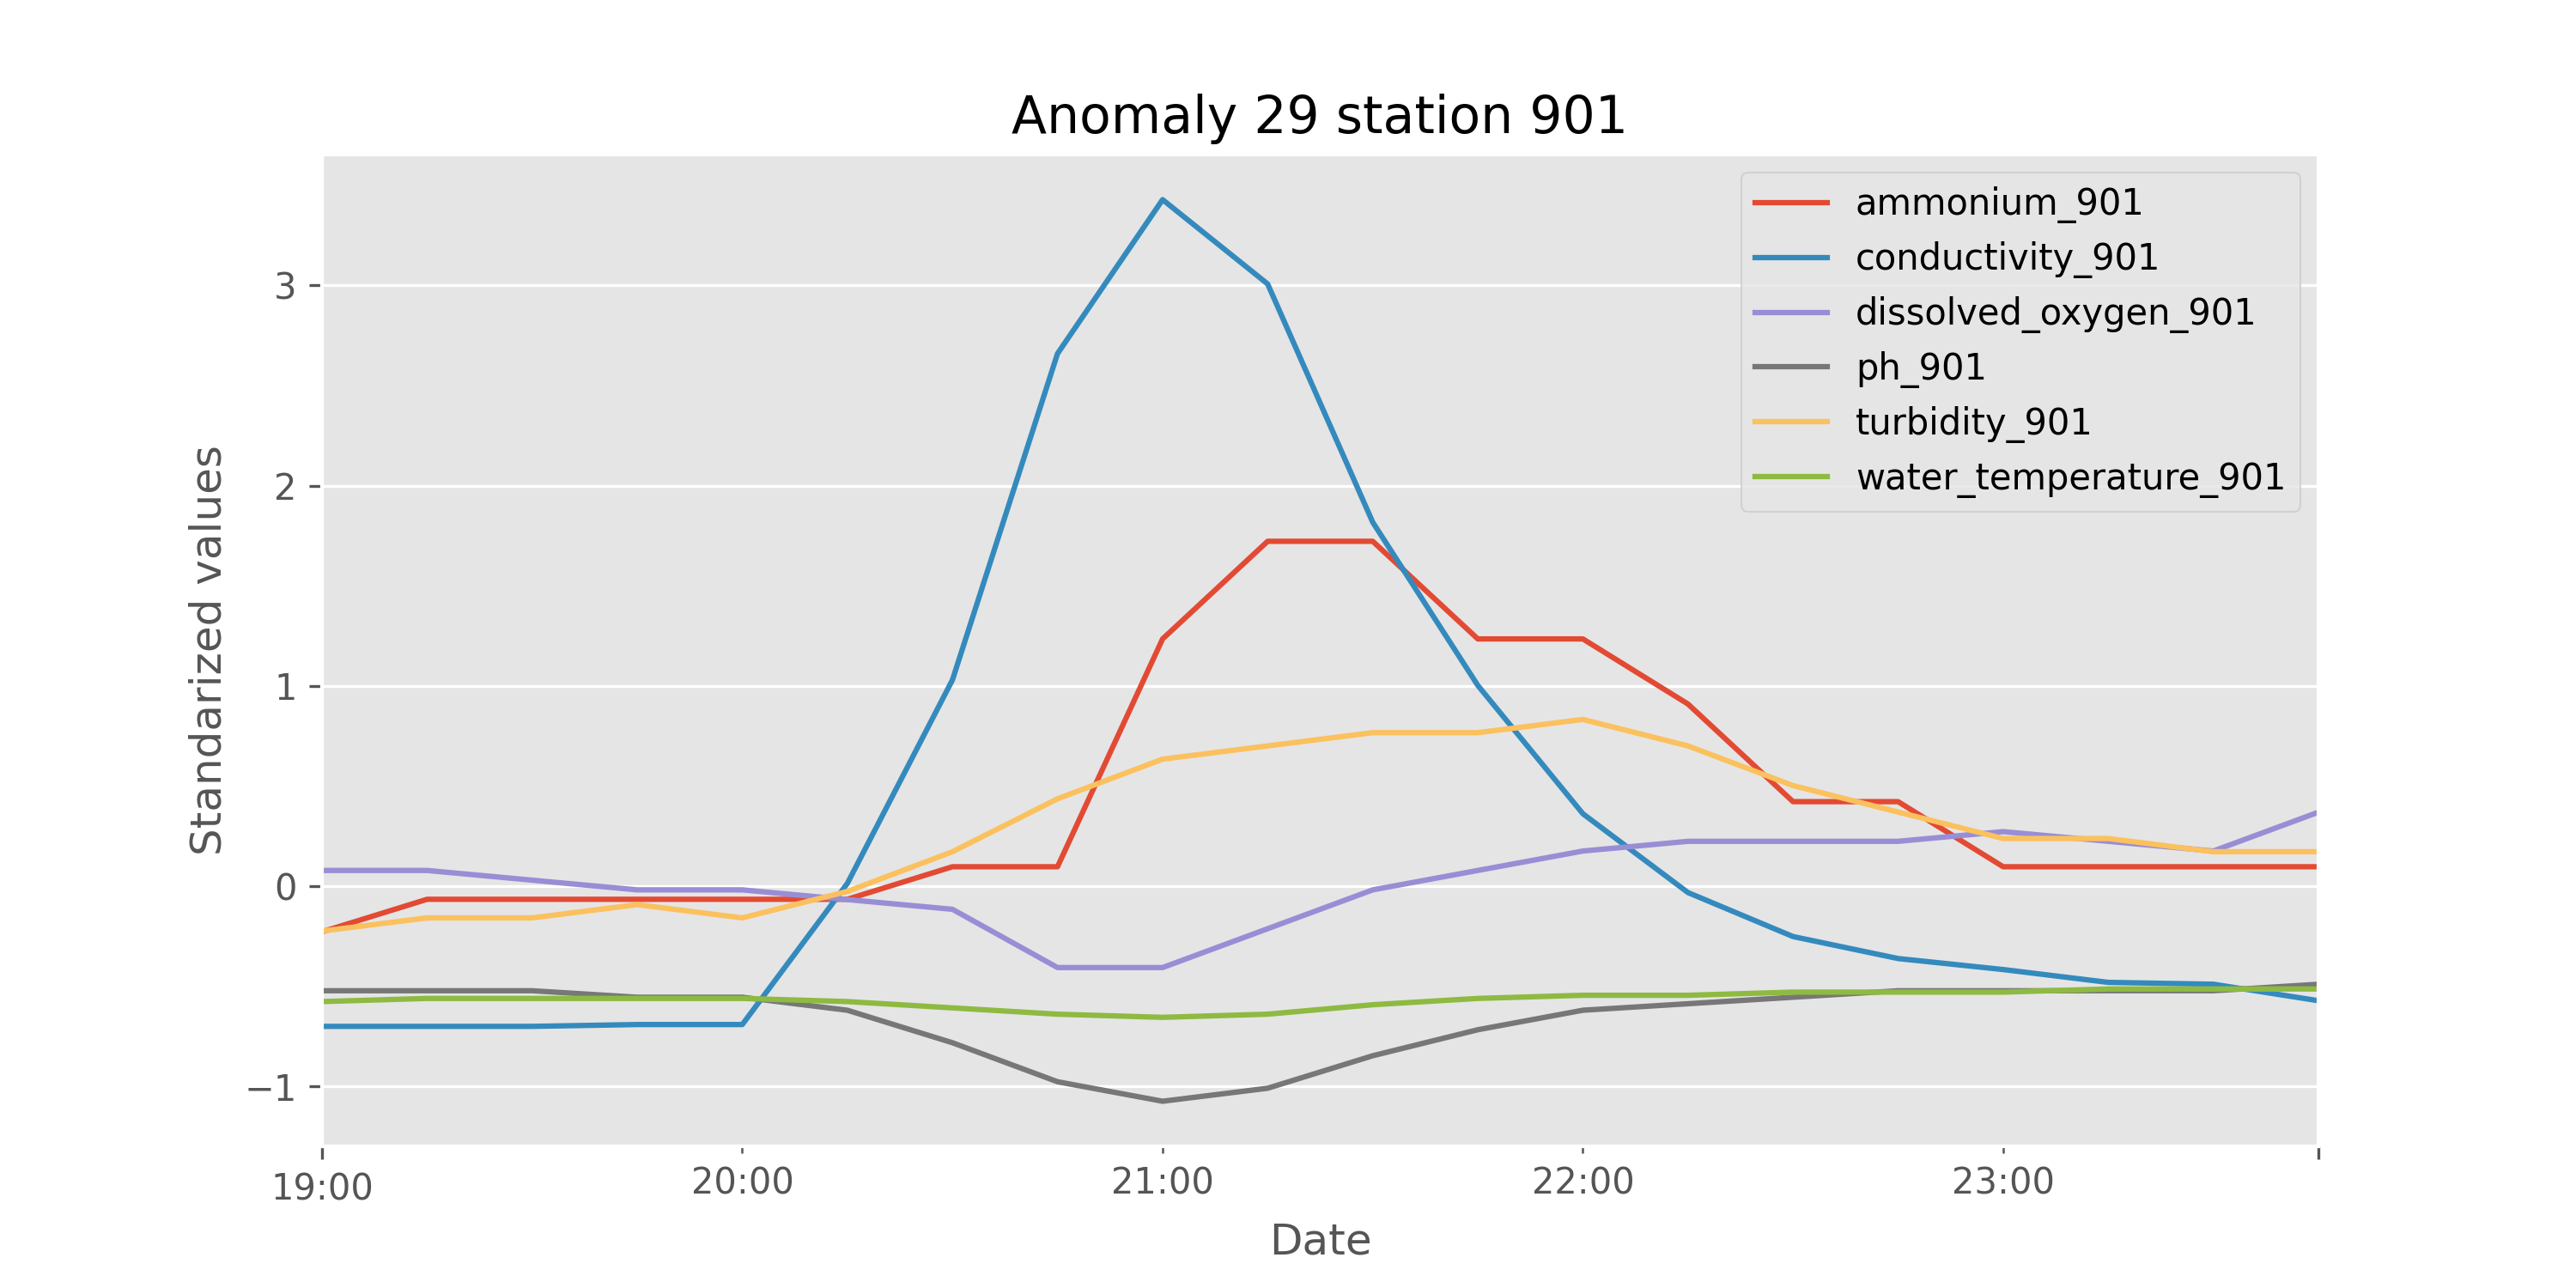 Anomaly 29 station 901
ammonium_901
conductivity_901
dissolved_oxygen_901
ph_901
turbidity_901
water_temperature_901
Standarized values
3
2
1
0
−1
19:00 20:00 21:00 22:00 23:00
Date